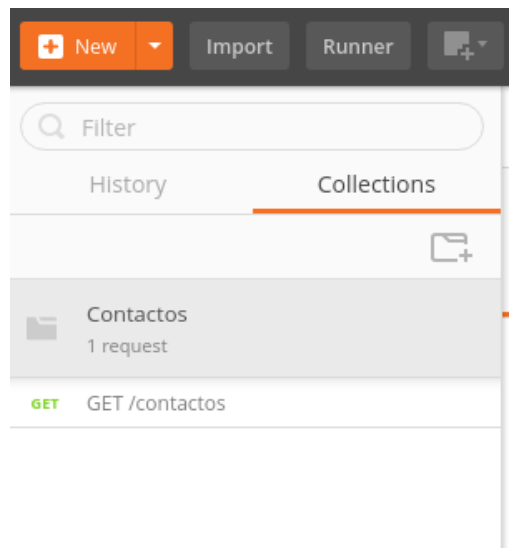 New Import Runner
Filter
History Collections
Contactos
1 request
GET GET /contactos